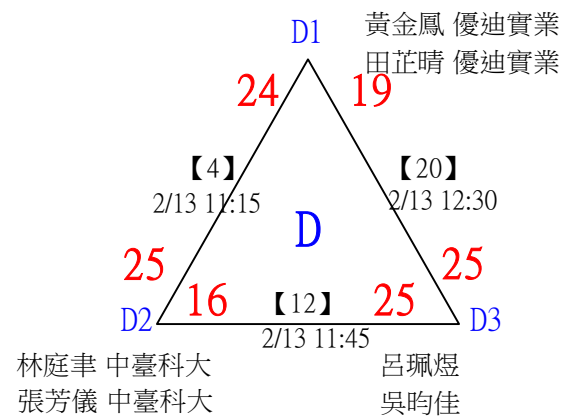 D1
黃金鳳 優迪實業
田芷晴 優迪實業
24
19
【4】
2/13 11:15
【20】
2/13 12:30
D
25
25
16
【12】
25
D2
D3
2/13 11:45
林庭聿 中臺科大
張芳儀 中臺科大
呂珮煜
吳昀佳